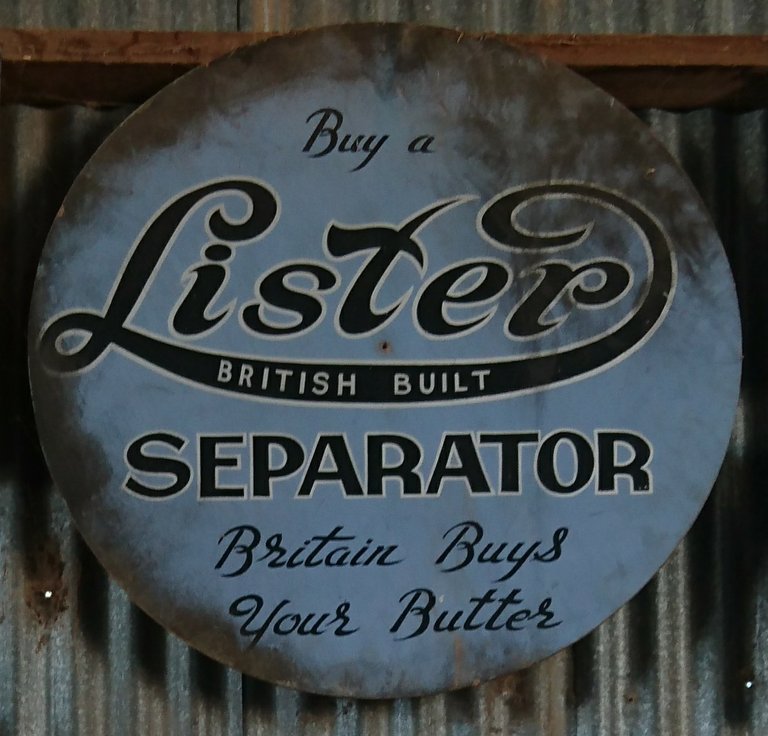 Buy a
Lister
BRITISH BUILT
SEPARATOR
Britain Buys
Your Butter